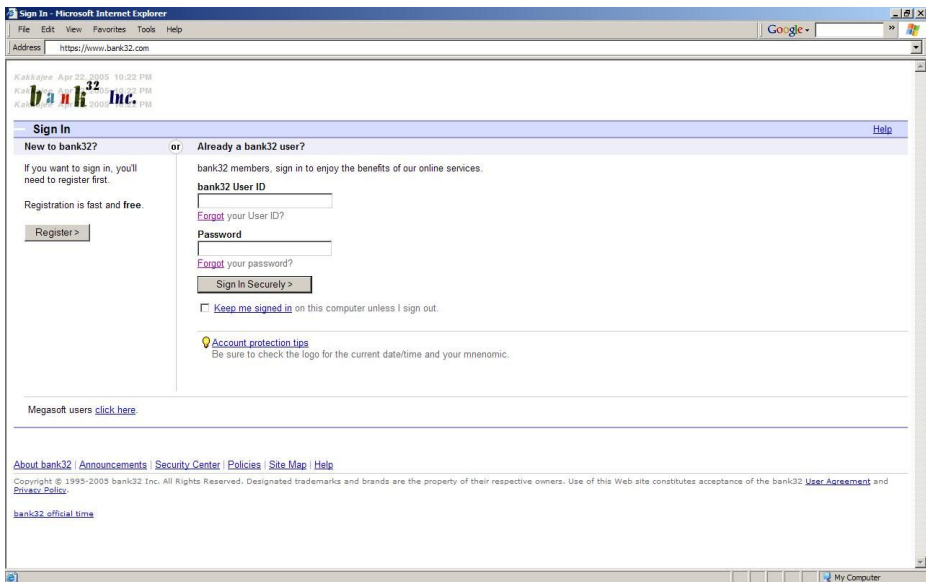 Sign In - Microsoft Internet Explorer
File Edit View Favorites Tools Help
Google
Address https://www.bank32.com
Kakkajee Apr 22, 2005 10:22 PM
bank32 Inc.
Sign In
Help
New to bank32? or Already a bank32 user?
If you want to sign in, you'll
need to register first.
Registration is fast and free.
Register >
bank32 members, sign in to enjoy the benefits of our online services.
bank32 User ID
Forgot your User ID?
Password
Forgot your password?
Sign In Securely >
Keep me signed in on this computer unless I sign out.
Account protection tips
Be sure to check the logo for the current date/time and your mnenomic.
Megasoft users click here.
About bank32 | Announcements | Security Center | Policies | Site Map | Help
Copyright © 1995-2005 bank32 Inc. All Rights Reserved. Designated trademarks and brands are the property of their respective owners. Use of this Web site constitutes acceptance of the bank32 User Agreement and
Privacy Policy.
bank32 official time
My Computer